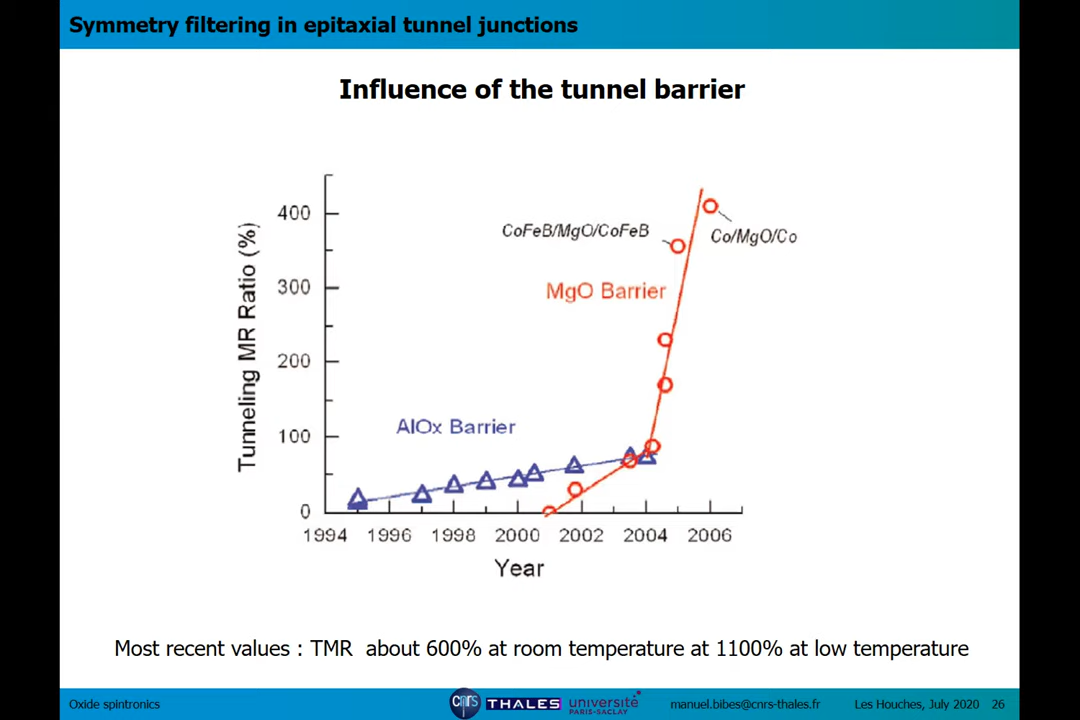 Symmetry filtering in epitaxial tunnel junctions
Influence of the tunnel barrier
Tunneling MR Ratio (%)
400
300
200
100
0
CoFeB/MgO/CoFeB
Co/MgO/Co
MgO Barrier
AlOx Barrier
1994 1996 1998 2000 2002 2004 2006
Year
Most recent values : TMR about 600% at room temperature at 1100% at low temperature
Oxide spintronics
cnrs
THALES
université
PARIS-SACLAY
manuel.bibes@cnrs-thales.fr
Les Houches, July 2020 26